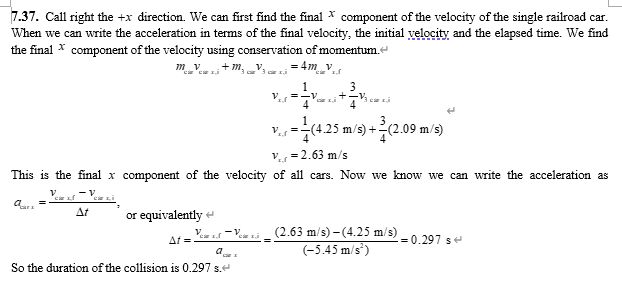 7.37. Call right the +x direction. We can first find the final x component of the velocity of the single railroad car.
When we can write the acceleration in terms of the final velocity, the initial velocity and the elapsed time. We find
the final x component of the velocity using conservation of momentum.↵
m_car v_car x,i + m_3 car v_3 car x,i = 4m_car v_x,f
v_x,f = 1/4 v_car x,i + 3/4 v_3 car x,i
v_x,f = 1/4 (4.25 m/s) + 3/4 (2.09 m/s) ↵
v_x,f = 2.63 m/s
This is the final x component of the velocity of all cars. Now we know we can write the acceleration as
a_car x = (v_car x,f − v_car x,i) / Δt, or equivalently ↵
Δt = (v_car x,f − v_car x,i) / a_car x = ((2.63 m/s) − (4.25 m/s)) / (−5.45 m/s²) = 0.297 s↵
So the duration of the collision is 0.297 s.↵